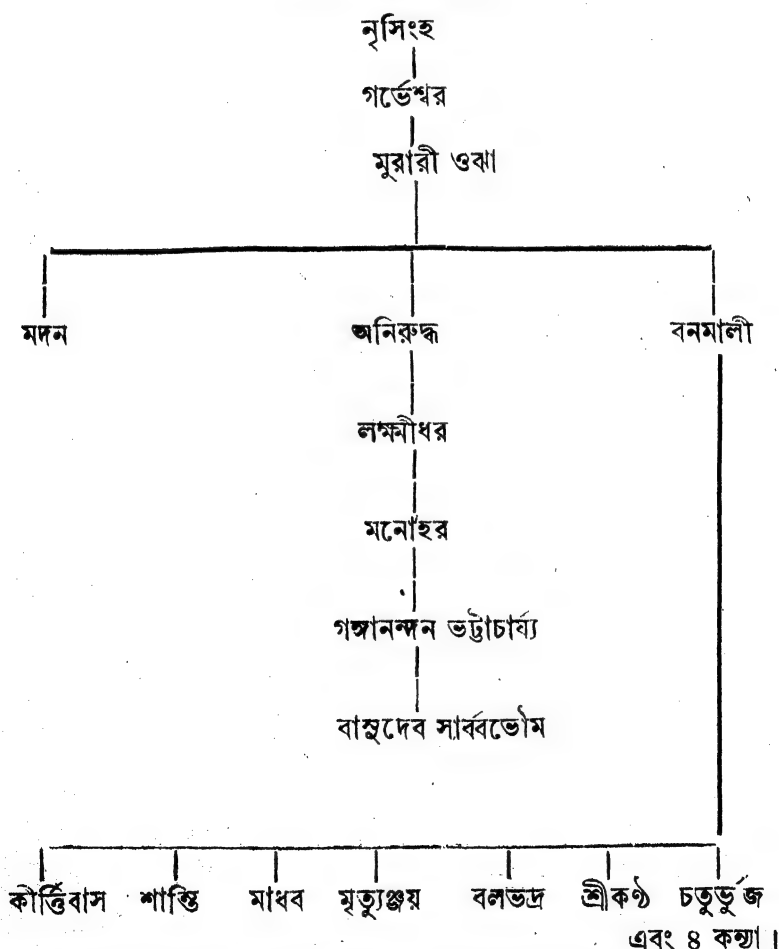 নৃসিংহ
গর্ভেশ্বর
মুরারী ওঝা
মদন অনিরুদ্ধ বনমালী
লক্ষ্মীধর
মনোহর
গঙ্গানন্দন ভট্টাচার্য্য
বাসুদেব সার্ব্বভৌম
কীর্ত্তিবাস শান্তি মাধব মৃত্যুঞ্জয় বলভদ্র শ্রীকণ্ঠ চতুর্ভুজ
এবং ৪ কন্যা।